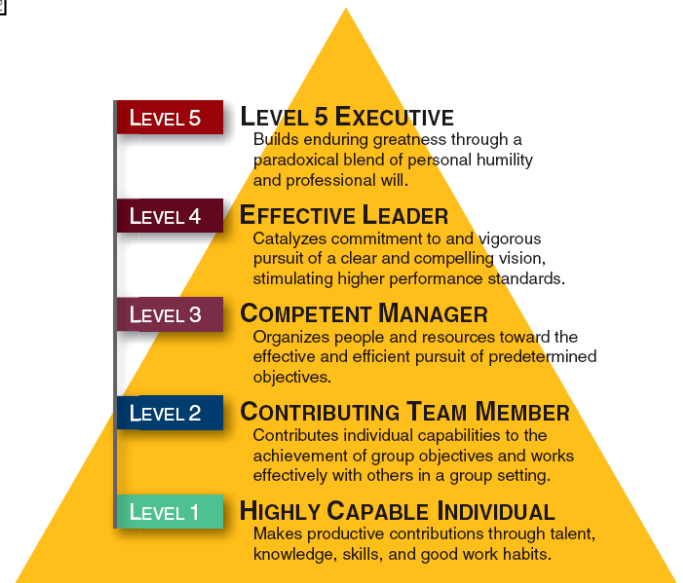 LEVEL 5
LEVEL 5 EXECUTIVE
Builds enduring greatness through a
paradoxical blend of personal humility
and professional will.
LEVEL 4
EFFECTIVE LEADER
Catalyzes commitment to and vigorous
pursuit of a clear and compelling vision,
stimulating higher performance standards.
LEVEL 3
COMPETENT MANAGER
Organizes people and resources toward the
effective and efficient pursuit of predetermined
objectives.
LEVEL 2
CONTRIBUTING TEAM MEMBER
Contributes individual capabilities to the
achievement of group objectives and works
effectively with others in a group setting.
LEVEL 1
HIGHLY CAPABLE INDIVIDUAL
Makes productive contributions through talent,
knowledge, skills, and good work habits.